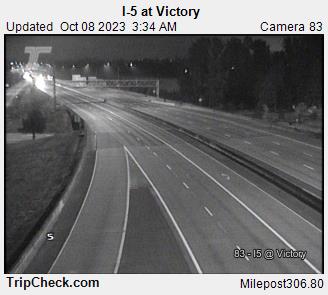 I-5 at Victory
Updated Oct 08 2023 3:34 AM Camera 83
S
83 - I5 @ Victory
TripCheck.com Milepost306.80